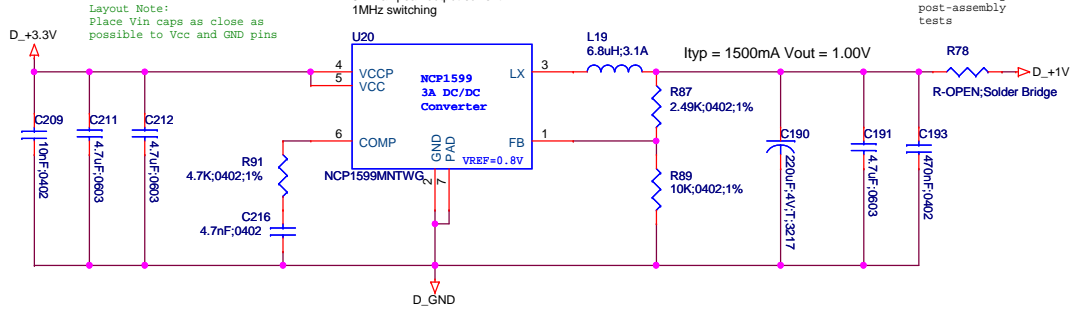 1MHz switching
post-assembly
tests
Layout Note:
Place Vin caps as close as
possible to Vcc and GND pins
D_+3.3V
U20
4
5
VCCP
VCC
NCP1599
3A DC/DC
Converter
LX
3
L19
6.8uH;3.1A
Ityp = 1500mA Vout = 1.00V
R78
R-OPEN;Solder Bridge
D_+1V
R87
2.49K;0402;1%
C209
10nF;0402
C211
4.7uF;0603
C212
4.7uF;0603
6
COMP
GND
PAD
FB
1
VREF=0.8V
NCP1599MNTWG
2
7
R91
4.7K;0402;1%
C216
4.7nF;0402
R89
10K;0402;1%
C190
220uF;4V;T;3217
C191
4.7uF;0603
C193
470nF;0402
D_GND